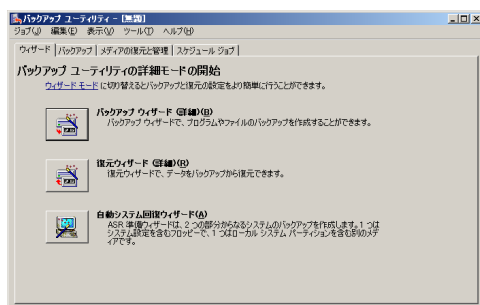 バックアップ ユーティリティ - [無題]
ジョブ(J) 編集(E) 表示(V) ツール(T) ヘルプ(H)
ウィザード バックアップ メディアの復元と管理 スケジュール ジョブ
バックアップ ユーティリティの詳細モードの開始
ウィザード モードに切り替えるとバックアップと復元の設定をより簡単に行うことができます。
バックアップ ウィザード (詳細)(B)
バックアップ ウィザードで、プログラムやファイルのバックアップを作成することができます。
復元ウィザード (詳細)(R)
復元ウィザードで、データをバックアップから復元できます。
自動システム回復ウィザード(A)
ASR 準備ウィザードは、2 つの部分からなるシステムのバックアップを作成します。1 つは
システム設定を含むフロッピーで、1 つはローカル システム パーティションを含む別のメデ
ィアです。